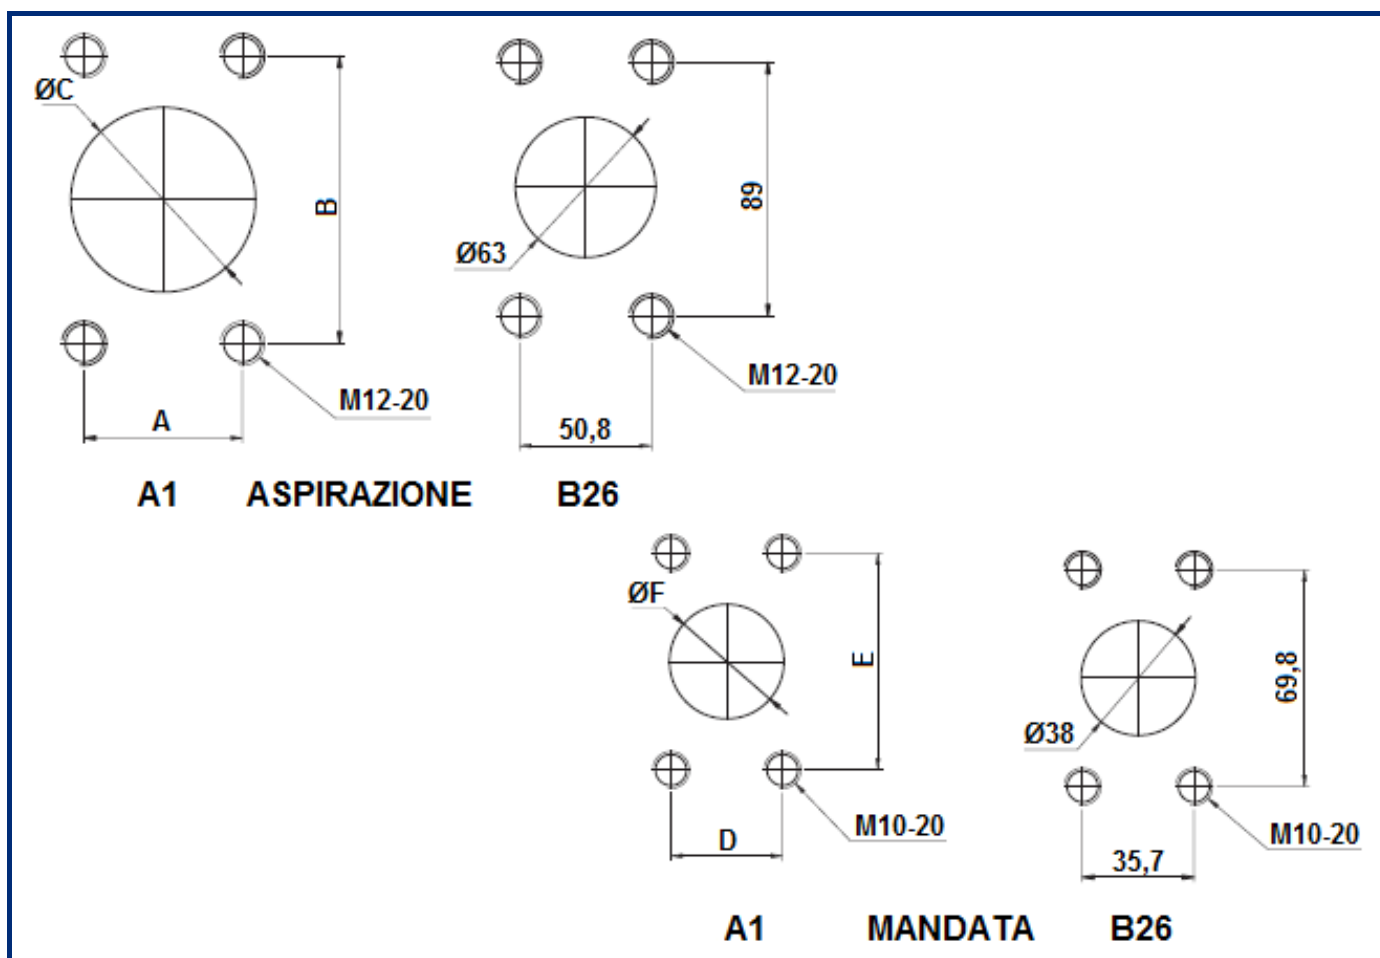 ØC
B
A
M12-20
Ø63
89
M12-20
50,8
A1 ASPIRAZIONE B26
ØF
E
D
M10-20
Ø38
69,8
M10-20
35,7
A1 MANDATA B26